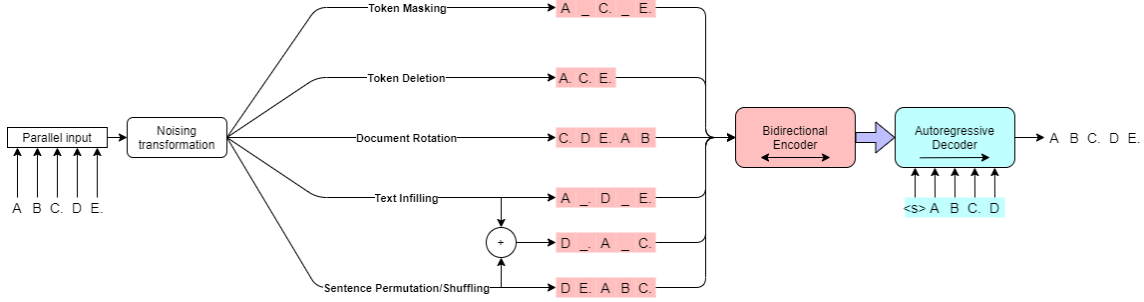 Token Masking
A _ C. _ E.
Token Deletion
A. C. E.
Parallel input
Noising
transformation
Document Rotation
C. D E. A B
Bidirectional
Encoder
Autoregressive
Decoder
A B C. D E.
A B C. D E.
Text Infilling
A _. D _ E.
<s> A B C. D
+
D _. A _ C.
Sentence Permutation/Shuffling
D E. A B C.